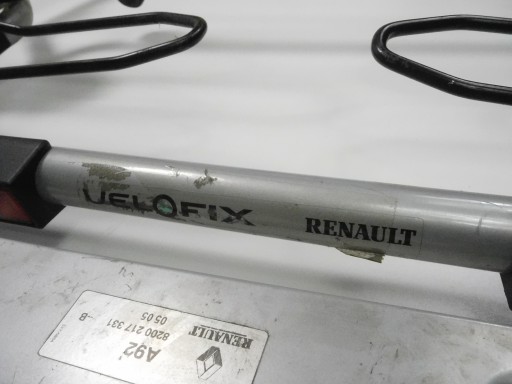 VELOFIX RENAULT
A92
8200 217 331 -B
05 05
RENAULT